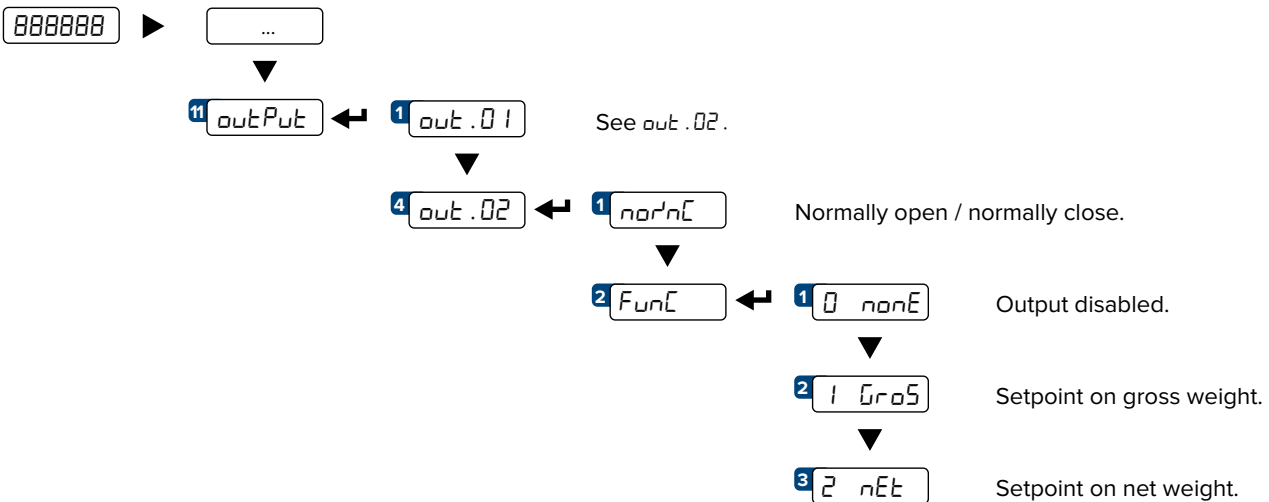 888888
...
11 outPut 1 out.01 See out.02.
4 out.02 1 no/nC Normally open / normally close.
2 FunC 1 0 nonE Output disabled.
2 1 GroS Setpoint on gross weight.
3 2 nEt Setpoint on net weight.